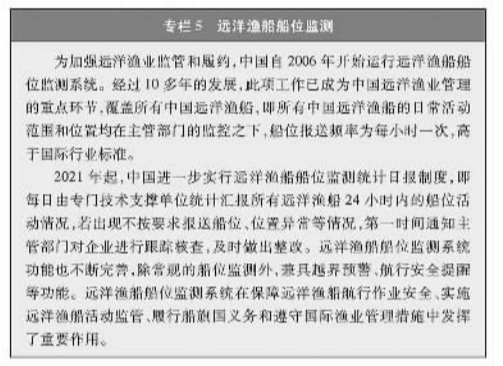 专栏 5 远洋渔船船位监测
为加强远洋渔业监管和履约,中国自 2006 年开始运行远洋渔船船
位监测系统。经过 10 多年的发展,此项工作已成为中国远洋渔业管理
的重点环节,覆盖所有中国远洋渔船,即所有中国远洋渔船的日常活动
范围和位置均在主管部门的监控之下,船位报送频率为每小时一次,高
于国际行业标准。
2021 年起,中国进一步实行远洋渔船船位监测统计日报制度,即
每日由专门技术支撑单位统计汇报所有远洋渔船 24 小时内的船位活
动情况,若出现不按要求报送船位、位置异常等情况,第一时间通知主
管部门对企业进行跟踪核查,及时做出整改。远洋渔船船位监测系统
功能也不断完善,除常规的船位监测外,兼具越界预警、航行安全提醒
等功能。远洋渔船船位监测系统在保障远洋渔船航行作业安全、实施
远洋渔船活动监管、履行船旗国义务和遵守国际渔业管理措施中发挥
了重要作用。